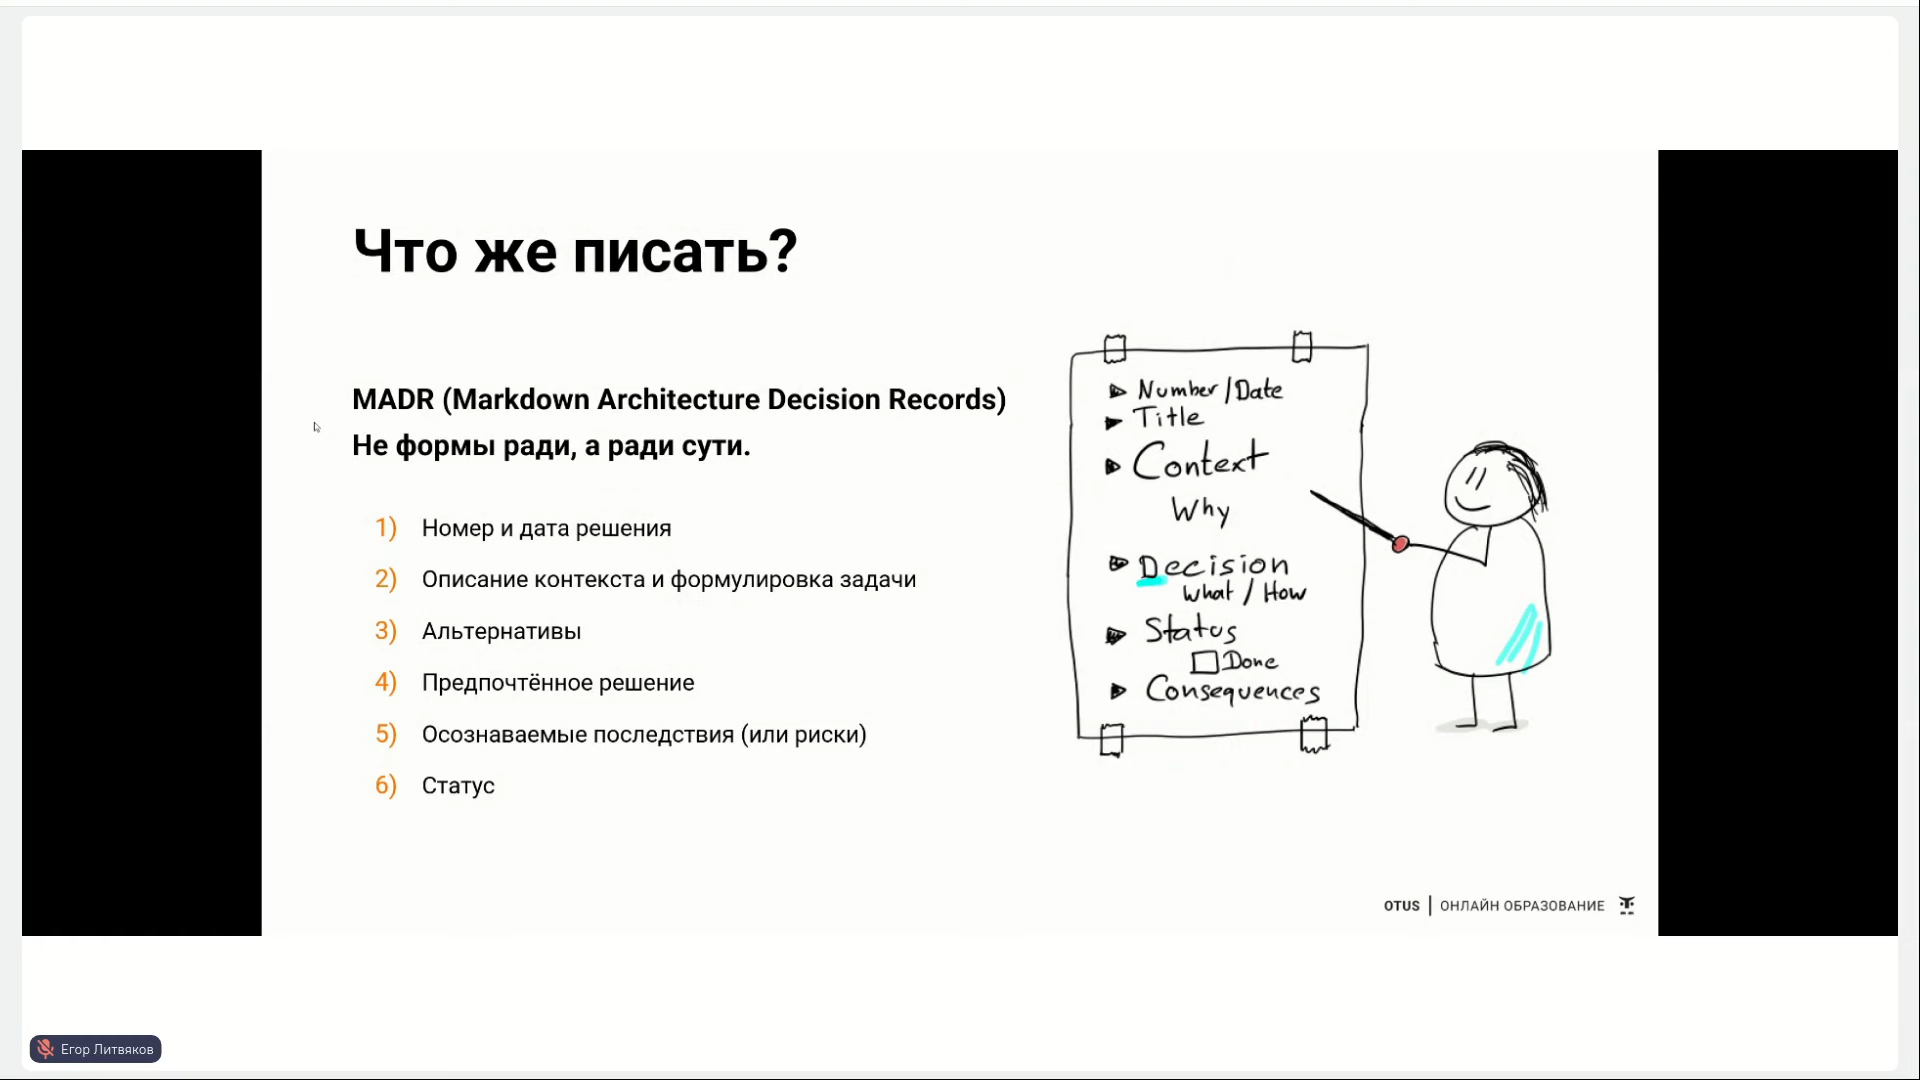 Что же писать?
MADR (Markdown Architecture Decision Records)
Не формы ради, а ради сути.
1) Номер и дата решения
2) Описание контекста и формулировка задачи
3) Альтернативы
4) Предпочтённое решение
5) Осознаваемые последствия (или риски)
6) Статус
Number/Date
Title
Context
Why
Decision
What / How
Status
Done
Consequences
OTUS | ОНЛАЙН ОБРАЗОВАНИЕ
Егор Литвяков